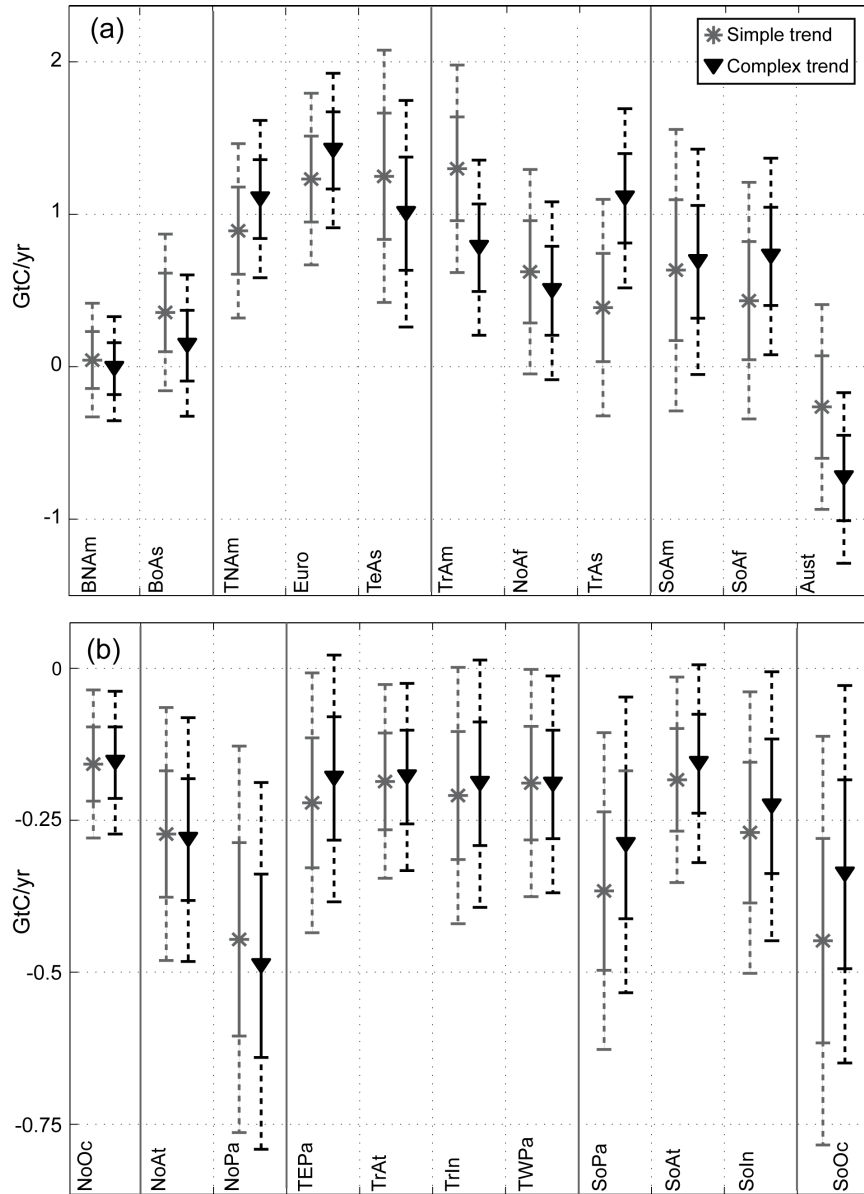 (a)
Simple trend
Complex trend
2
1
0
-1
GtC/yr
BNAm
BoAs
TNAm
Euro
TeAs
TrAm
NoAf
TrAs
SoAm
SoAf
Aust
(b)
0
-0.25
-0.5
-0.75
GtC/yr
NoOc
NoAt
NoPa
TEPa
TrAt
TrIn
TWPa
SoPa
SoAt
SoIn
SoOc